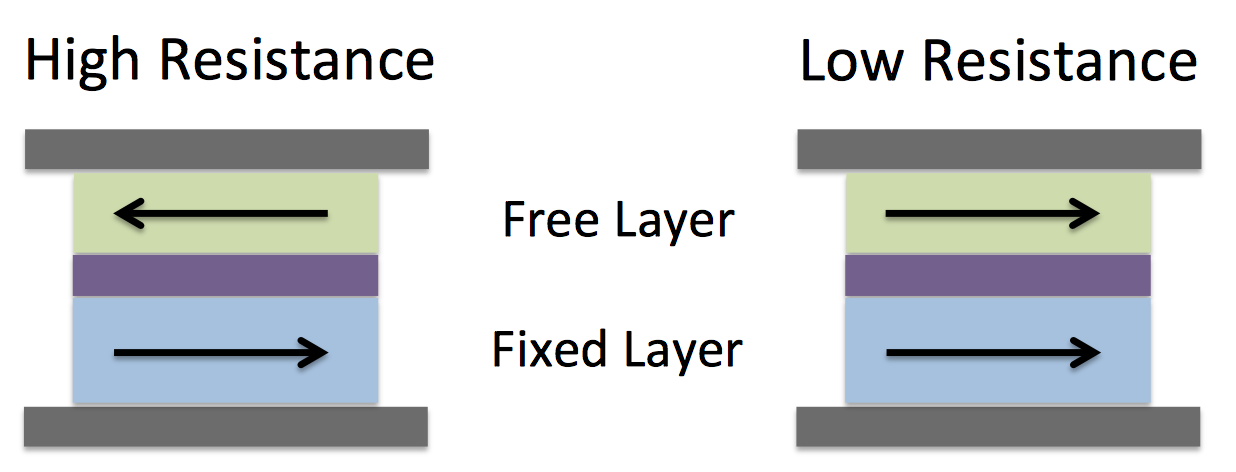 High Resistance
Low Resistance
Free Layer
Fixed Layer